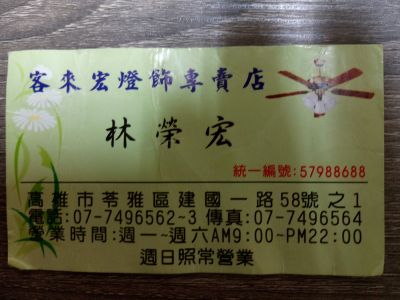 客來宏燈飾專賣店
林榮宏
統一編號:57988688
高雄市苓雅區建國一路58號之1
電話:07-7496562~3傳真:07-7496564
營業時間:週一~週六AM9:00~PM22:00
週日照常營業